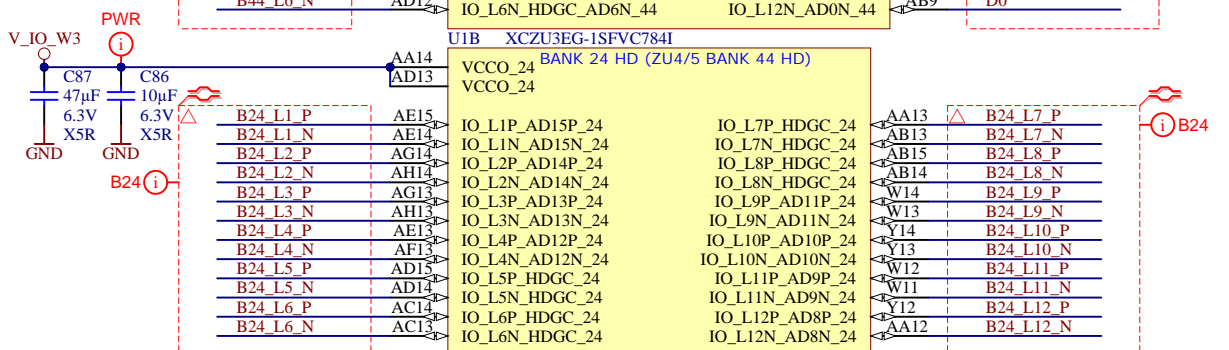 B44_L6_N AD12 IO_L6N_HDGC_AD6N_44 IO_L12N_AD0N_44 AB9 D0
PWR
V_IO_W3
U1B XCZU3EG-1SFVC784I
BANK 24 HD (ZU4/5 BANK 44 HD)
AA14 VCCO_24
AD13 VCCO_24
C87 C86
47µF 10µF
6.3V 6.3V
X5R X5R
GND GND
B24
B24
B24_L1_P AE15 IO_L1P_AD15P_24 IO_L7P_HDGC_24 AA13 B24_L7_P
B24_L1_N AE14 IO_L1N_AD15N_24 IO_L7N_HDGC_24 AB13 B24_L7_N
B24_L2_P AG14 IO_L2P_AD14P_24 IO_L8P_HDGC_24 AB15 B24_L8_P
B24_L2_N AH14 IO_L2N_AD14N_24 IO_L8N_HDGC_24 AB14 B24_L8_N
B24_L3_P AG13 IO_L3P_AD13P_24 IO_L9P_AD11P_24 W14 B24_L9_P
B24_L3_N AH13 IO_L3N_AD13N_24 IO_L9N_AD11N_24 W13 B24_L9_N
B24_L4_P AE13 IO_L4P_AD12P_24 IO_L10P_AD10P_24 Y14 B24_L10_P
B24_L4_N AF13 IO_L4N_AD12N_24 IO_L10N_AD10N_24 Y13 B24_L10_N
B24_L5_P AD15 IO_L5P_HDGC_24 IO_L11P_AD9P_24 W12 B24_L11_P
B24_L5_N AD14 IO_L5N_HDGC_24 IO_L11N_AD9N_24 W11 B24_L11_N
B24_L6_P AC14 IO_L6P_HDGC_24 IO_L12P_AD8P_24 Y12 B24_L12_P
B24_L6_N AC13 IO_L6N_HDGC_24 IO_L12N_AD8N_24 AA12 B24_L12_N